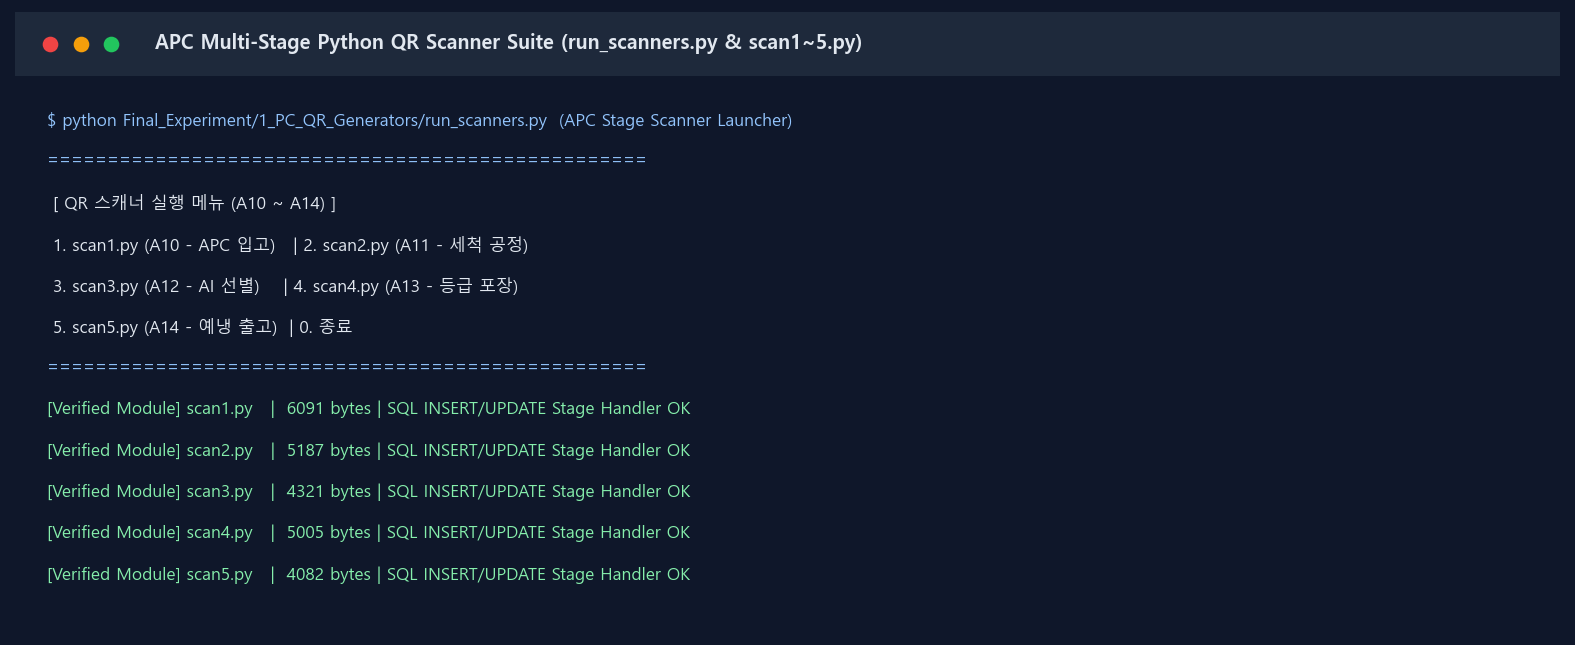 APC Multi-Stage Python QR Scanner Suite (run_scanners.py & scan1~5.py)
$ python Final_Experiment/1_PC_QR_Generators/run_scanners.py  (APC Stage Scanner Launcher)
==================================================
[ QR 스캐너 실행 메뉴 (A10 ~ A14) ]
1. scan1.py (A10 - APC 입고)   | 2. scan2.py (A11 - 세척 공정)
3. scan3.py (A12 - AI 선별)    | 4. scan4.py (A13 - 등급 포장)
5. scan5.py (A14 - 예냉 출고)  | 0. 종료
==================================================
[Verified Module] scan1.py   |  6091 bytes | SQL INSERT/UPDATE Stage Handler OK
[Verified Module] scan2.py   |  5187 bytes | SQL INSERT/UPDATE Stage Handler OK
[Verified Module] scan3.py   |  4321 bytes | SQL INSERT/UPDATE Stage Handler OK
[Verified Module] scan4.py   |  5005 bytes | SQL INSERT/UPDATE Stage Handler OK
[Verified Module] scan5.py   |  4082 bytes | SQL INSERT/UPDATE Stage Handler OK